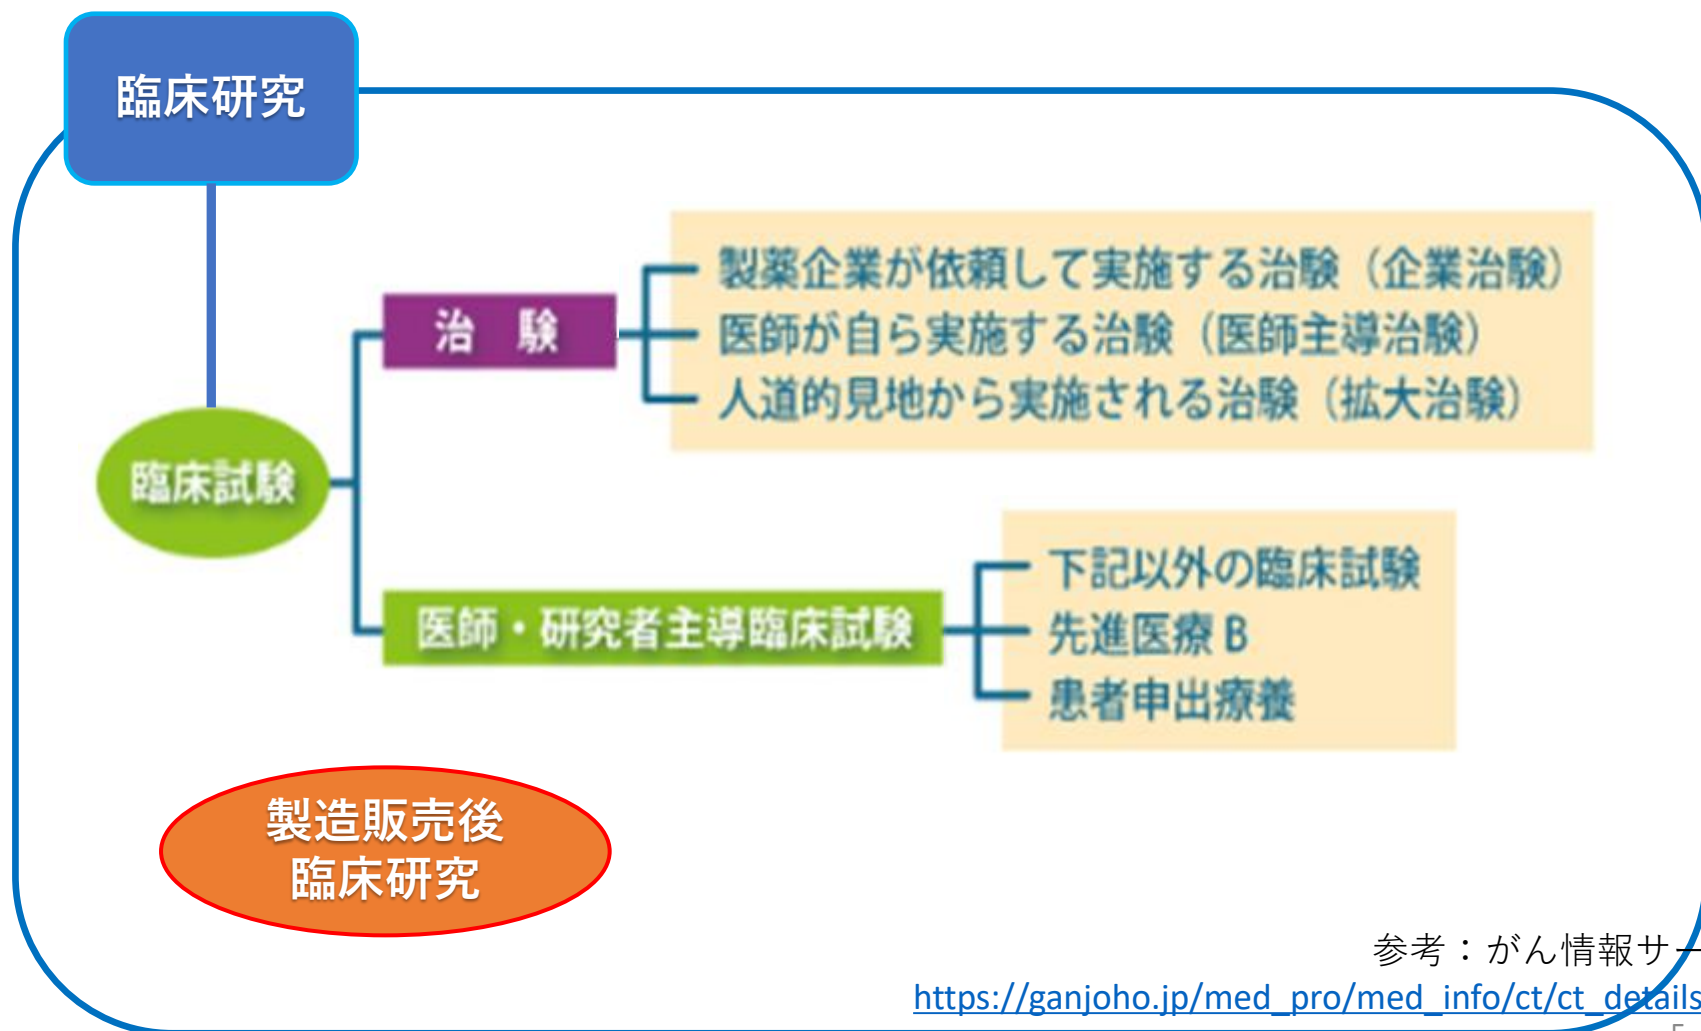 臨床研究
製薬企業が依頼して実施する治験（企業治験）
治 験
医師が自ら実施する治験（医師主導治験）
人道的見地から実施される治験（拡大治験）
臨床試験
下記以外の臨床試験
医師・研究者主導臨床試験
先進医療 B
患者申出療養
製造販売後
臨床研究
参考：がん情報サー
https://ganjoho.jp/med_pro/med_info/ct/ct_details